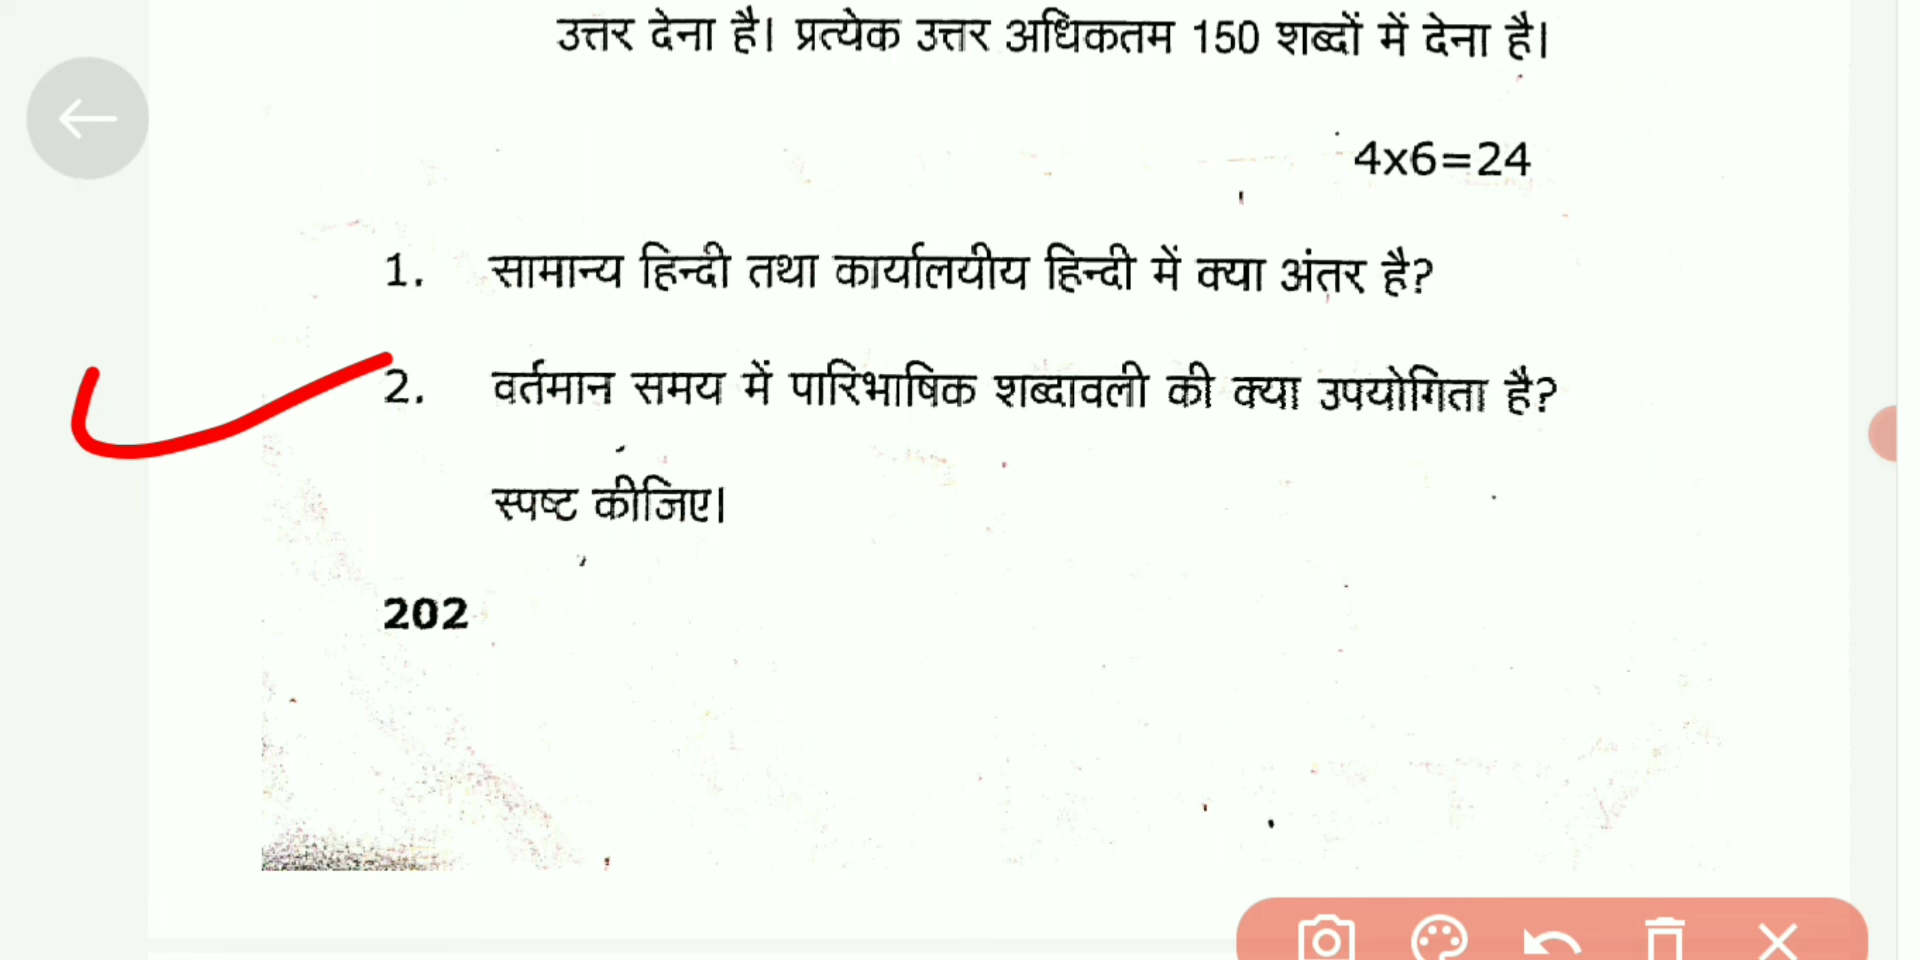 उत्तर देना है। प्रत्येक उत्तर अधिकतम 150 शब्दों में देना है।
4x6=24
1. सामान्य हिन्दी तथा कार्यालयीय हिन्दी में क्या अंतर है?
2. वर्तमान समय में पारिभाषिक शब्दावली की क्या उपयोगिता है?
स्पष्ट कीजिए।
202